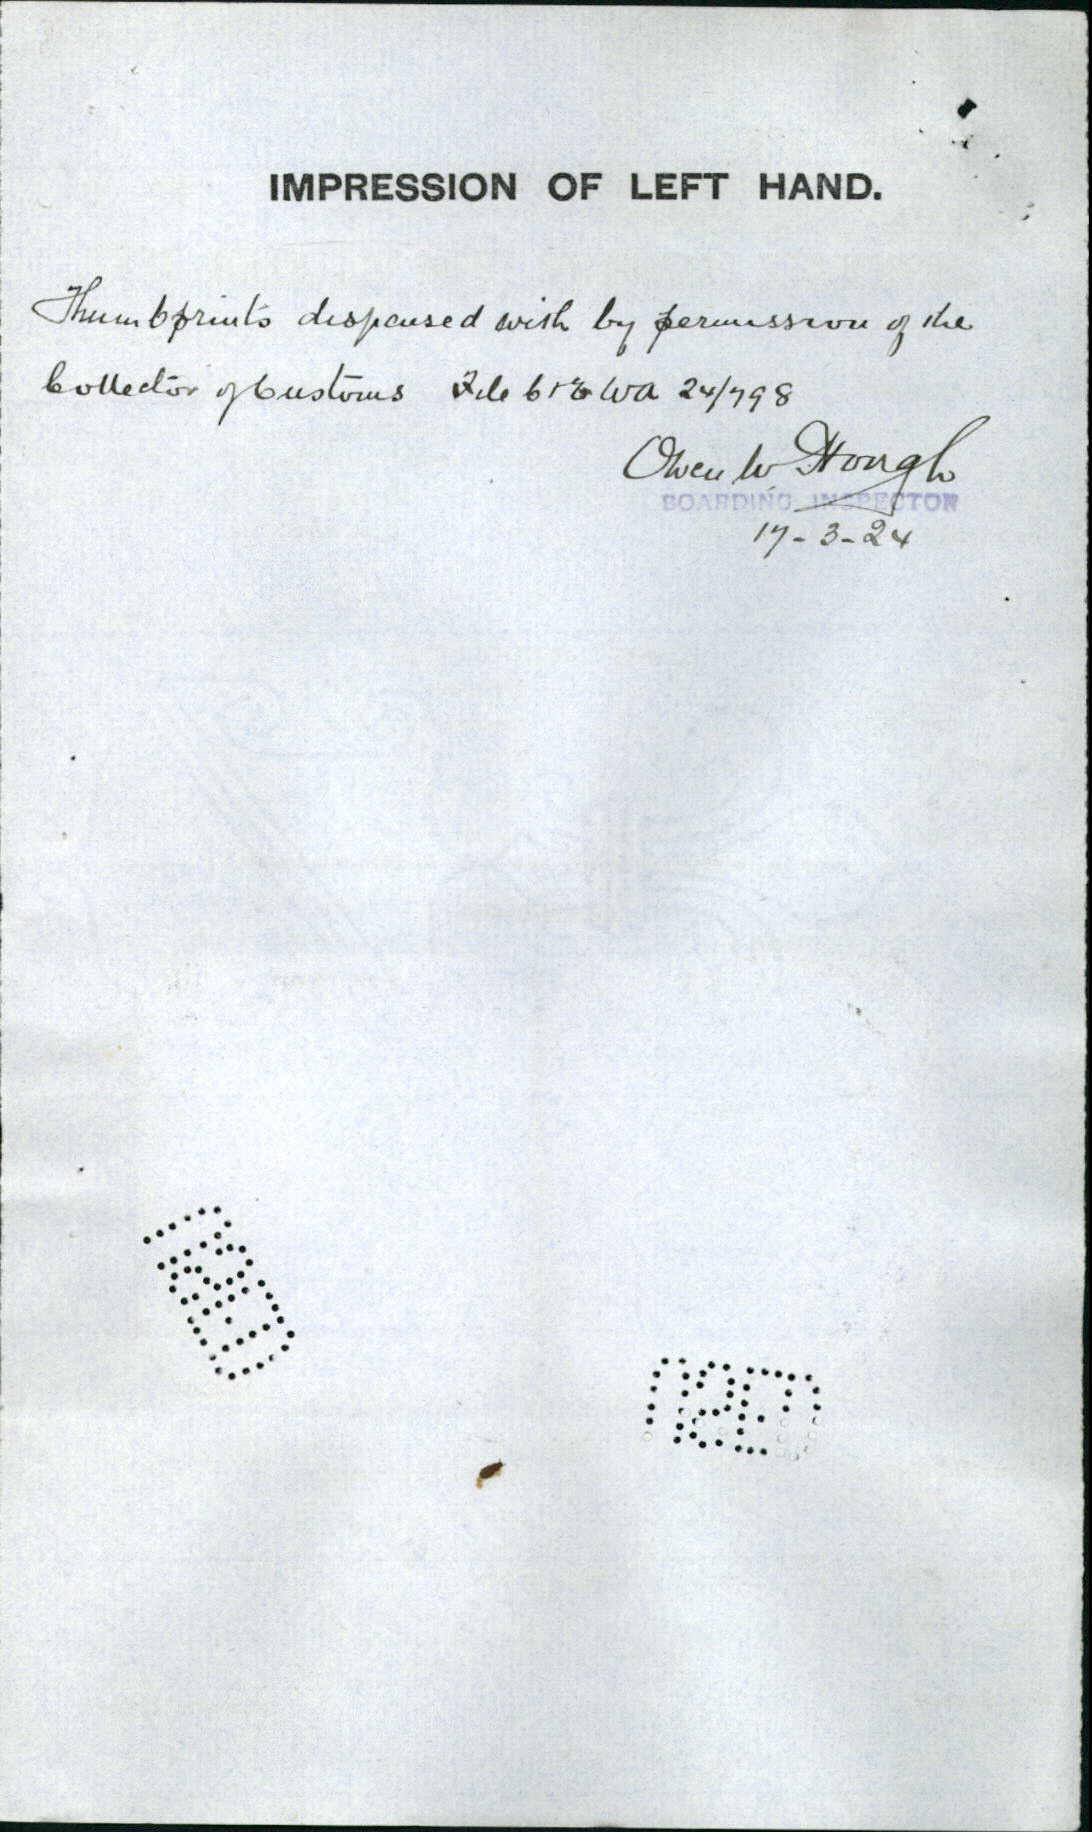 IMPRESSION OF LEFT HAND.
Thumbprints dispensed with by permission of the
Collector of Customs File C & E WA 24/798
Owen W. Hough
BOARDING INSPECTOR
17-3-24